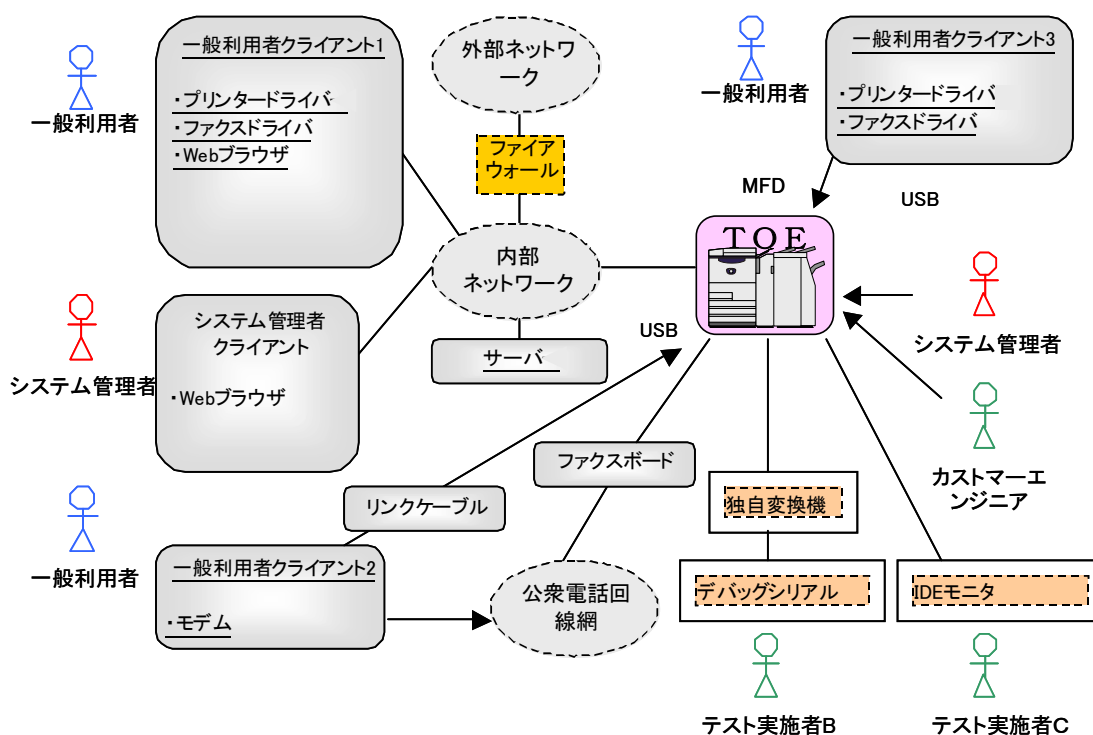 一般利用者
一般利用者クライアント1
・プリンタードライバ
・ファクスドライバ
・Webブラウザ
外部ネットワ
ーク
ファイア
ウォール
一般利用者
一般利用者クライアント3
・プリンタードライバ
・ファクスドライバ
MFD
USB
TOE
内部
ネットワーク
サーバ
システム管理者
システム管理者
クライアント
・Webブラウザ
USB
システム管理者
カストマーエ
ンジニア
ファクスボード
リンクケーブル
独自変換機
一般利用者
一般利用者クライアント2
・モデム
公衆電話回
線網
デバッグシリアル
IDEモニタ
テスト実施者B
テスト実施者C